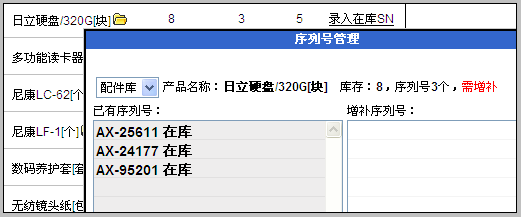 日立硬盘/320G[块] 8 3 5 录入在库SN
序列号管理
多功能读卡器
配件库 产品名称：日立硬盘/320G[块] 库存：8，序列号3个，需增补
尼康LC-62[个]
已有序列号： 增补序列号：
尼康LF-1[个]
AX-25611 在库
AX-24177 在库
数码养护套[套
AX-95201 在库
无纺镜头纸[包